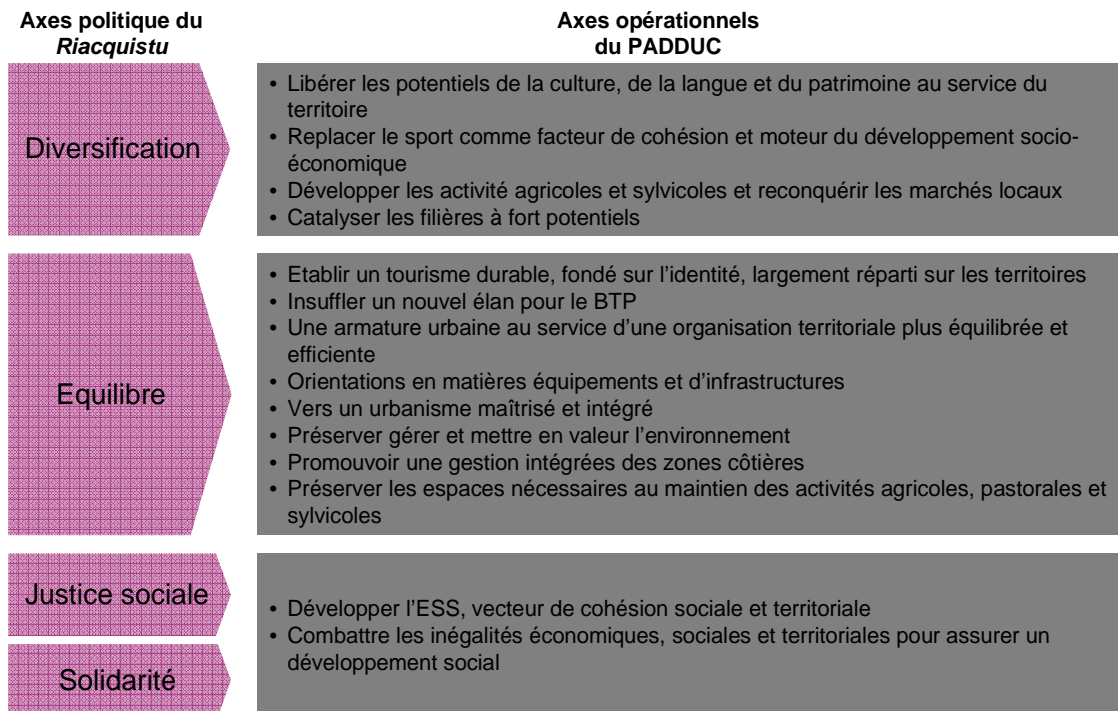 Axes politique du
Riacquistu
Axes opérationnels
du PADDUC
Diversification
• Libérer les potentiels de la culture, de la langue et du patrimoine au service du
territoire
• Replacer le sport comme facteur de cohésion et moteur du développement socio-
économique
• Développer les activité agricoles et sylvicoles et reconquérir les marchés locaux
• Catalyser les filières à fort potentiels
Equilibre
• Etablir un tourisme durable, fondé sur l’identité, largement réparti sur les territoires
• Insuffler un nouvel élan pour le BTP
• Une armature urbaine au service d’une organisation territoriale plus équilibrée et
efficiente
• Orientations en matières équipements et d’infrastructures
• Vers un urbanisme maîtrisé et intégré
• Préserver gérer et mettre en valeur l’environnement
• Promouvoir une gestion intégrées des zones côtières
• Préserver les espaces nécessaires au maintien des activités agricoles, pastorales et
sylvicoles
Justice sociale
Solidarité
• Développer l’ESS, vecteur de cohésion sociale et territoriale
• Combattre les inégalités économiques, sociales et territoriales pour assurer un
développement social